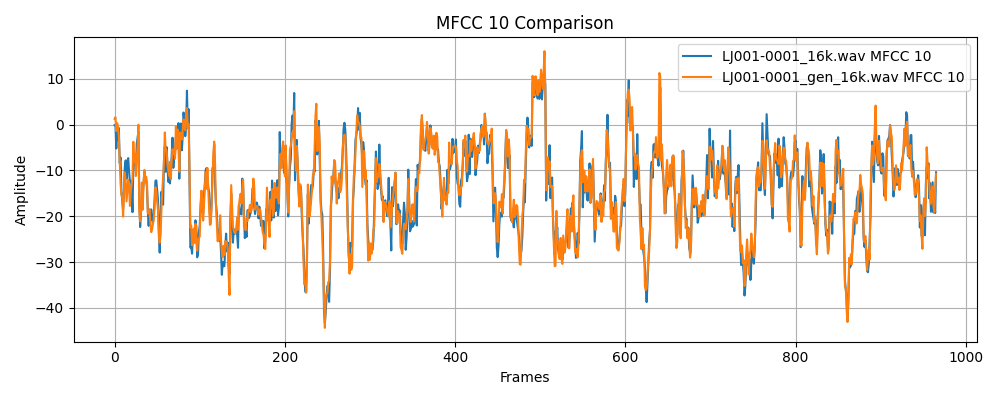 MFCC 10 Comparison
LJ001-0001_16k.wav MFCC 10
LJ001-0001_gen_16k.wav MFCC 10
Amplitude
10
0
−10
−20
−30
−40
0 200 400 600 800 1000
Frames